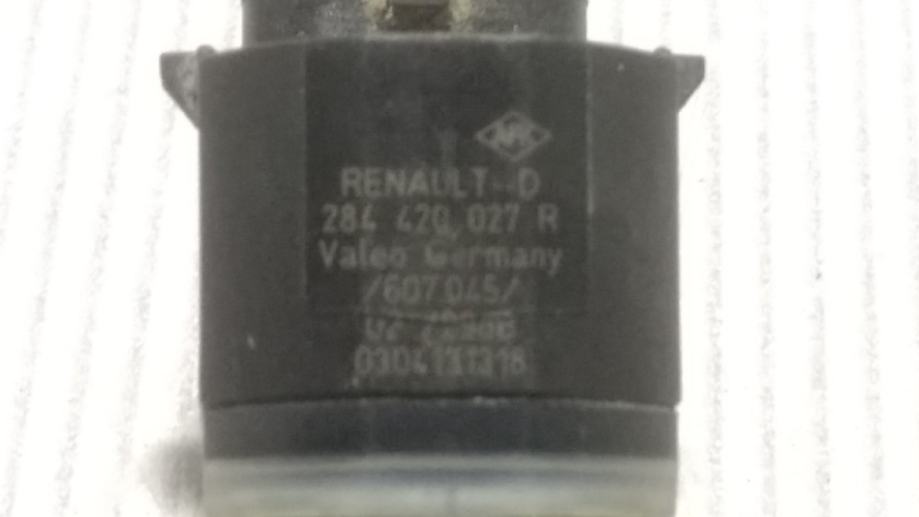 RENAULT-D
284 420 027 R
Valeo Germany
/607.045/
0304131318